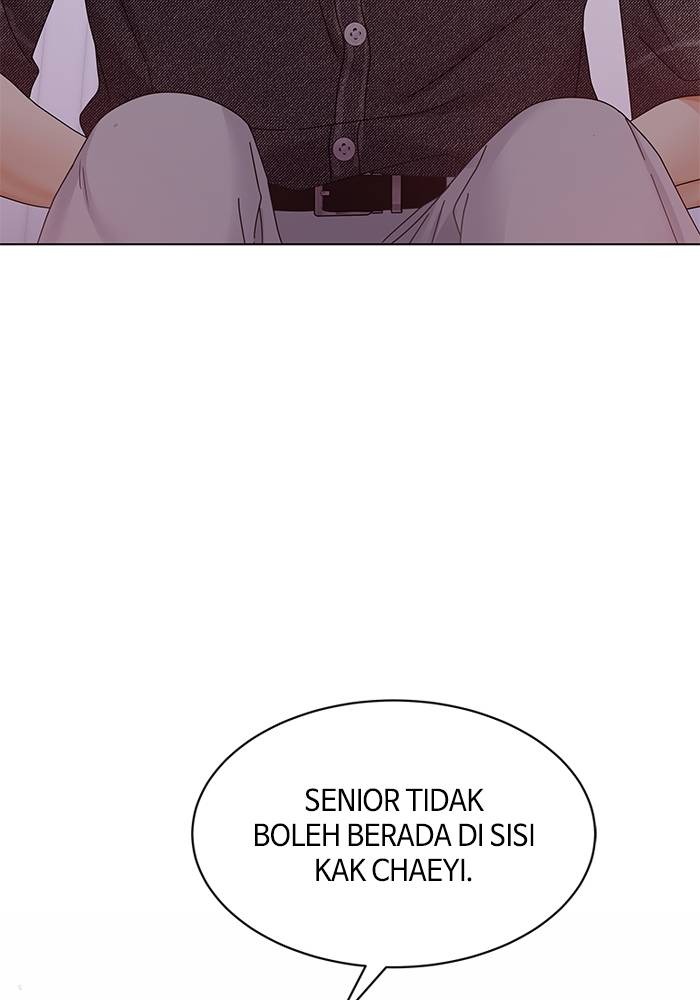 SENIOR TIDAK
BOLEH BERADA DI SISI
KAK CHAEYI.